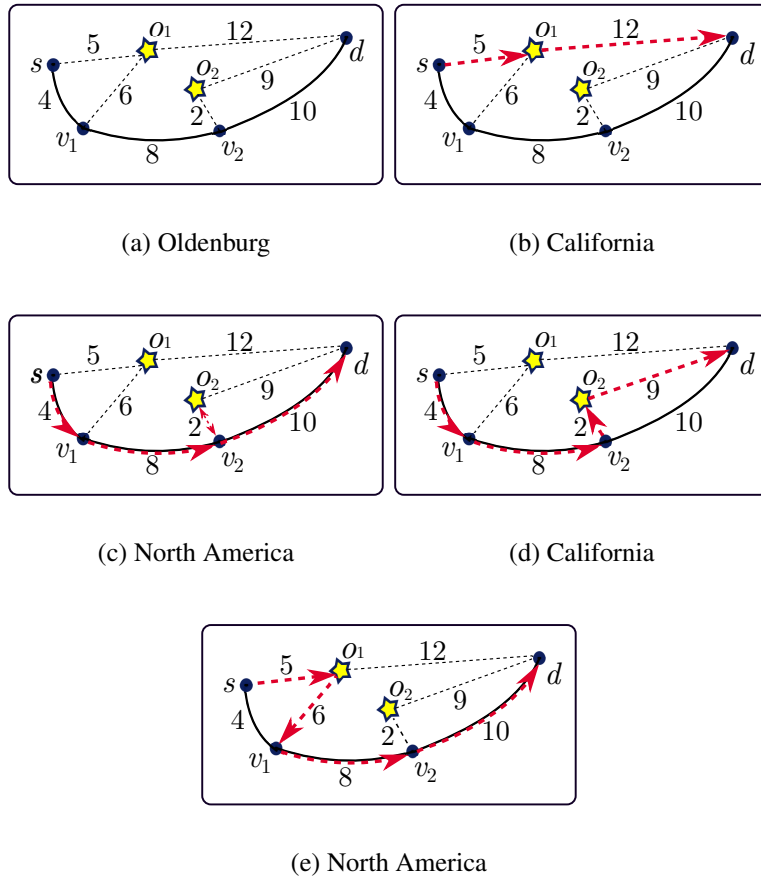 5 o1 12
s d
4 6 o2 9
2 10
v1 8 v2
(a) Oldenburg
5 o1 12
s d
4 6 o2 9
2 10
v1 8 v2
(b) California
5 o1 12
s d
4 6 o2 9
2 10
v1 8 v2
(c) North America
5 o1 12
s d
4 6 o2 9
2 10
v1 8 v2
(d) California
5 o1 12
s d
4 6 o2 9
2 10
v1 8 v2
(e) North America